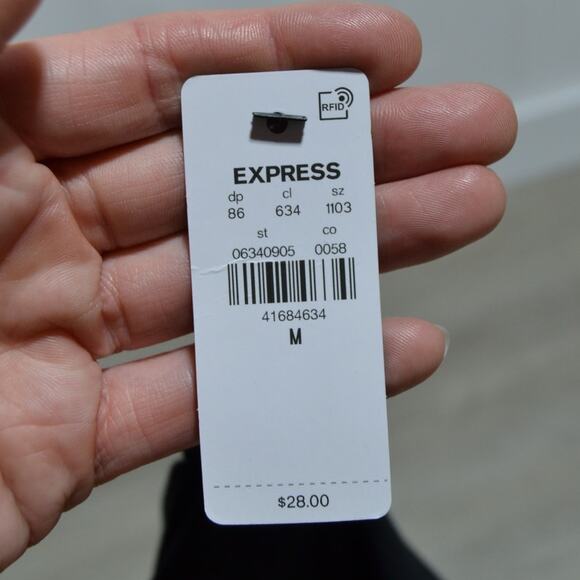 RFID
EXPRESS
dp cl sz
86 634 1103
st co
06340905 0058
41684634
M
$28.00